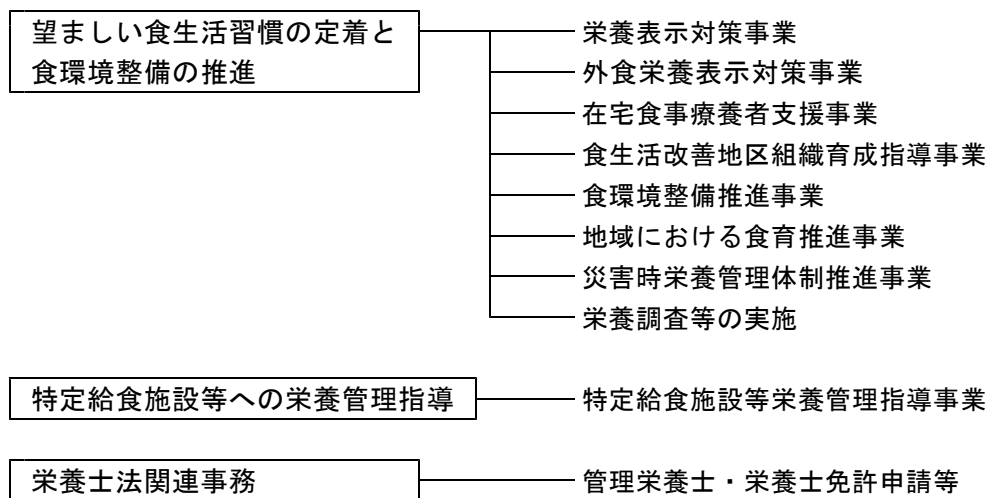 望ましい食生活習慣の定着と
食環境整備の推進
栄養表示対策事業
外食栄養表示対策事業
在宅食事療養者支援事業
食生活改善地区組織育成指導事業
食環境整備推進事業
地域における食育推進事業
災害時栄養管理体制推進事業
栄養調査等の実施
特定給食施設等への栄養管理指導
特定給食施設等栄養管理指導事業
栄養士法関連事務
管理栄養士・栄養士免許申請等